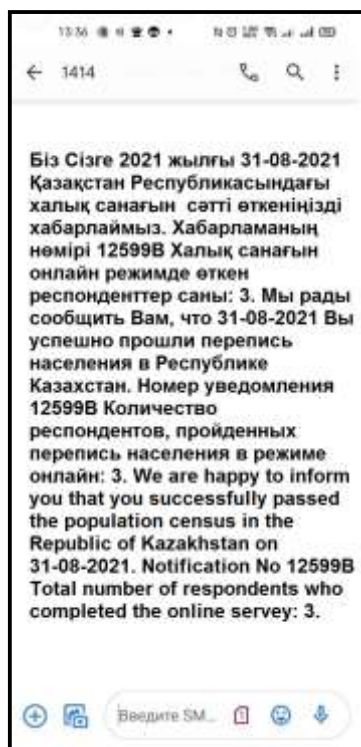 13:36
1414
Біз Сізге 2021 жылғы 31-08-2021
Қазақстан Республикасындағы
халық санағын сәтті өткеніңізді
хабарлаймыз. Хабарламаның
нөмірі 12599В Халық санағын
онлайн режимде өткен
респонденттер саны: 3. Мы рады
сообщить Вам, что 31-08-2021 Вы
успешно прошли перепись
населения в Республике
Казахстан. Номер уведомления
12599В Количество
респондентов, пройденных
перепись населения в режиме
онлайн: 3. We are happy to inform
you that you successfully passed
the population census in the
Republic of Kazakhstan on
31-08-2021. Notification No 12599B
Total number of respondents who
completed the online servey: 3.
Введите SM...